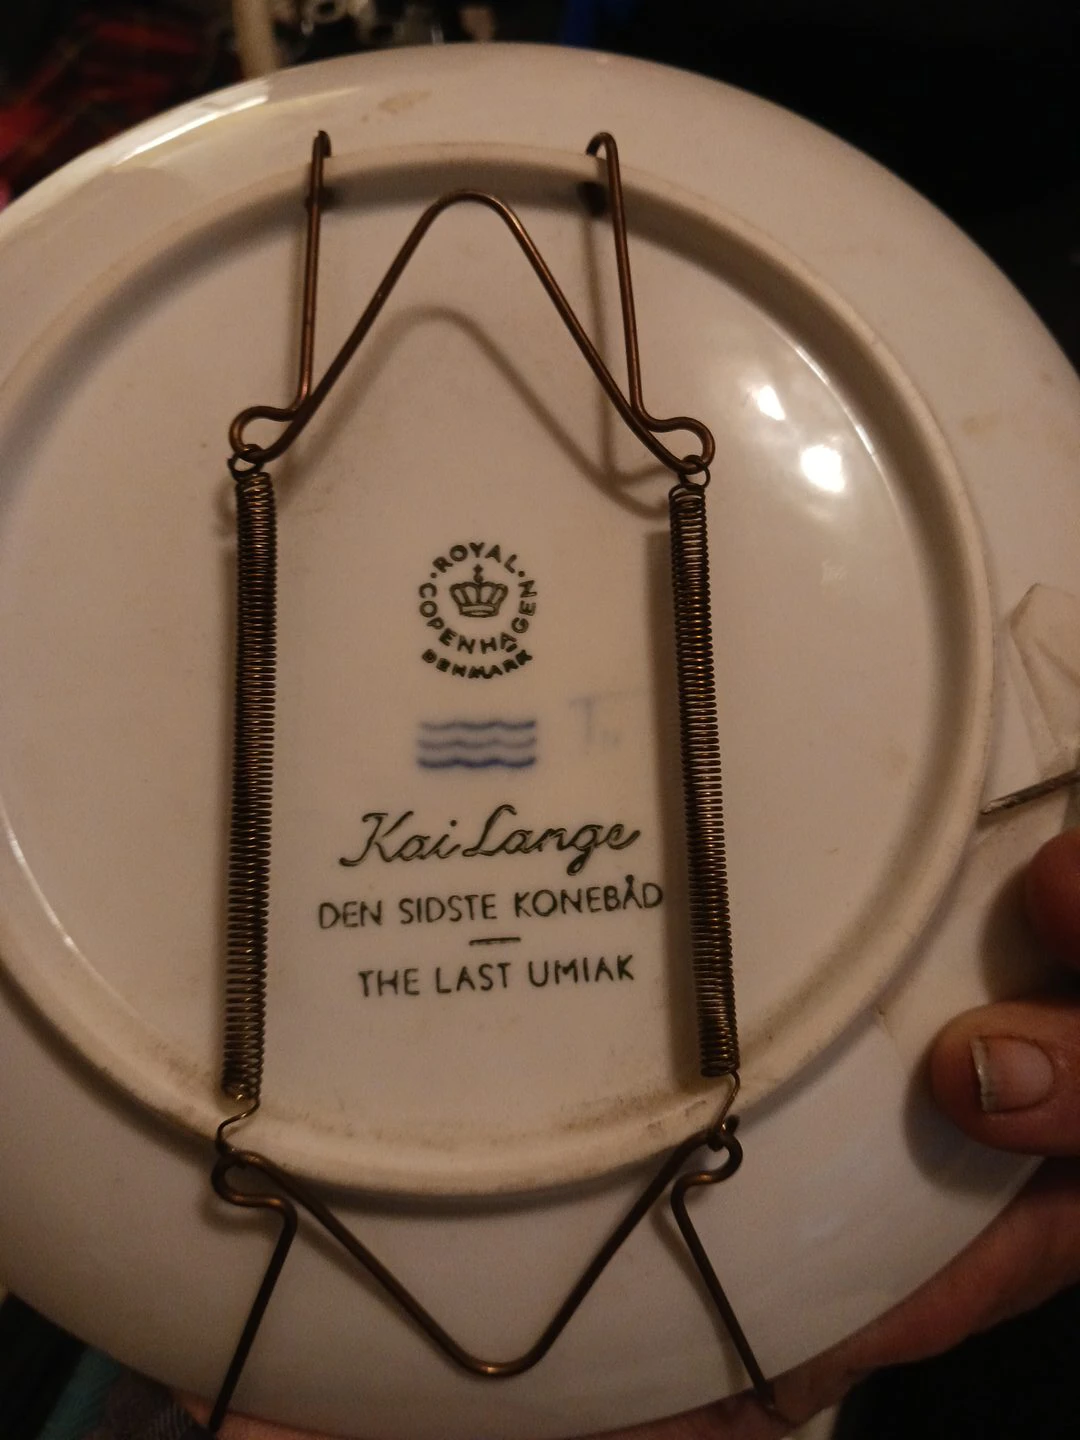 ROYAL
COPENHAGEN
DENMARK
Kai Lange
DEN SIDSTE KONEBÅD
THE LAST UMIAK